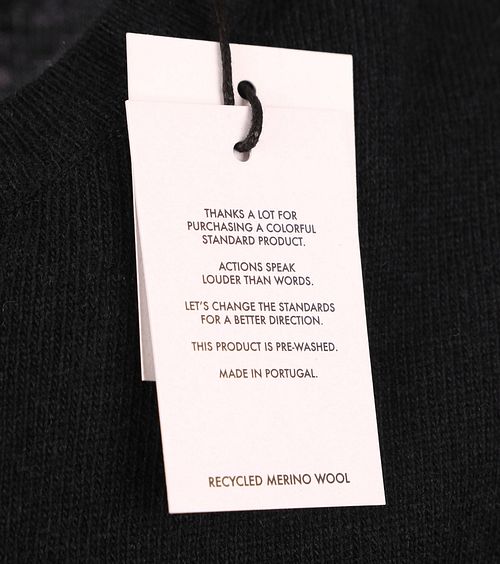 THANKS A LOT FOR
PURCHASING A COLORFUL
STANDARD PRODUCT.
ACTIONS SPEAK
LOUDER THAN WORDS.
LET'S CHANGE THE STANDARDS
FOR A BETTER DIRECTION.
THIS PRODUCT IS PRE-WASHED.
MADE IN PORTUGAL.
RECYCLED MERINO WOOL